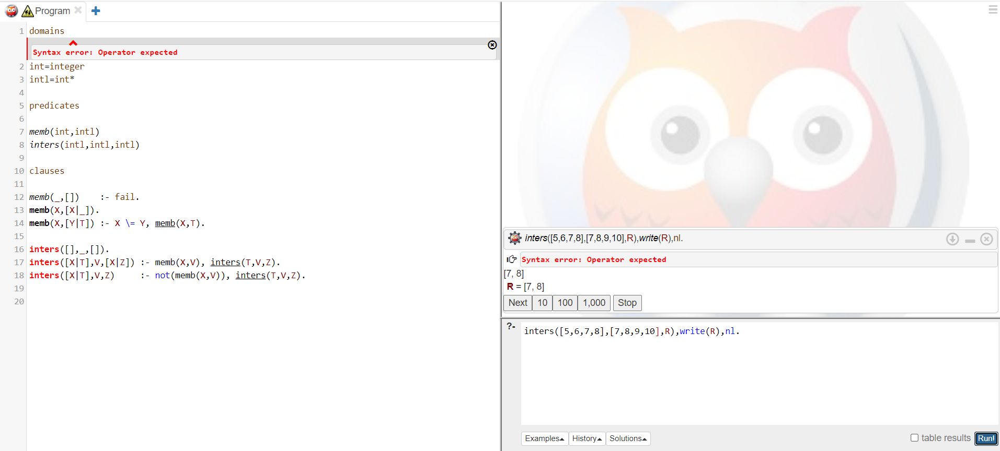 Program
1 domains
Syntax error: Operator expected
2 int=integer
3 intl=int*
4
5 predicates
6
7 memb(int,intl)
8 inters(intl,intl,intl)
9
10 clauses
11
12 memb(_,[])    :- fail.
13 memb(X,[X|_]).
14 memb(X,[Y|T]) :- X \= Y, memb(X,T).
15
16 inters([],_,[]).
17 inters([X|T],V,[X|Z]) :- memb(X,V), inters(T,V,Z).
18 inters([X|T],V,Z)     :- not(memb(X,V)), inters(T,V,Z).
19
20
inters([5,6,7,8],[7,8,9,10],R),write(R),nl.
Syntax error: Operator expected
[7, 8]
R = [7, 8]
Next 10 100 1,000 Stop
?- inters([5,6,7,8],[7,8,9,10],R),write(R),nl.
Examples History Solutions table results Run!